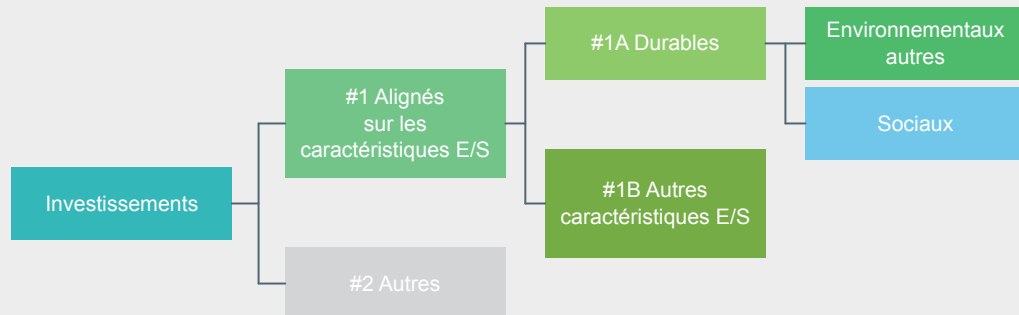 Investissements
#1 Alignés
sur les
caractéristiques E/S
#2 Autres
#1A Durables
#1B Autres
caractéristiques E/S
Environnementaux
autres
Sociaux